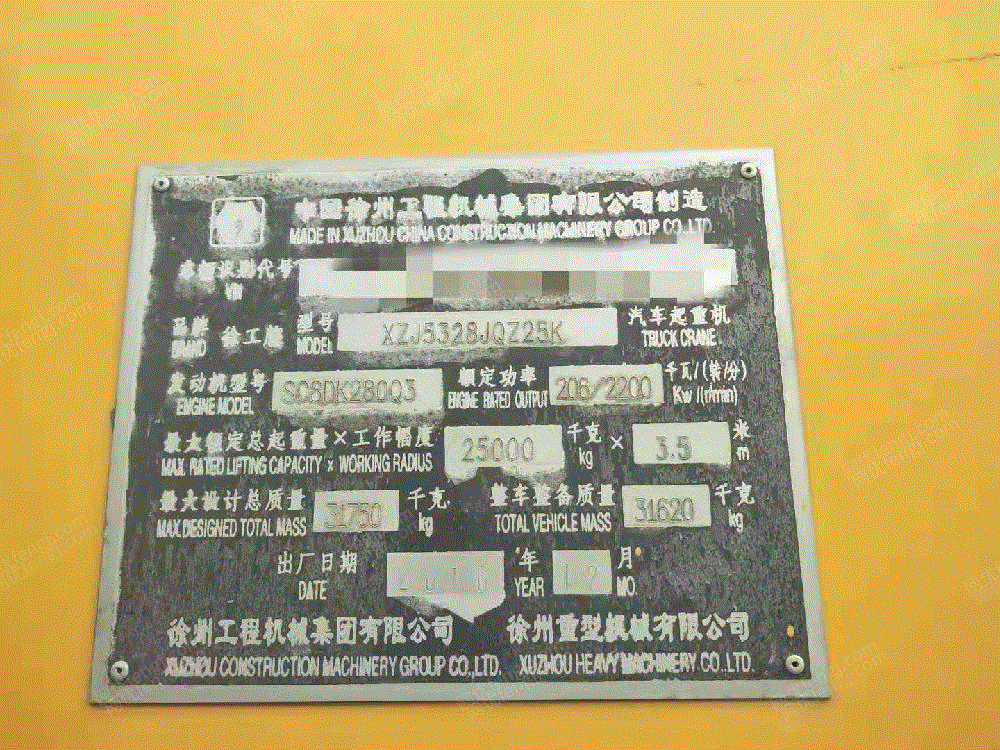 中国徐州工程机械集团有限公司制造
MADE IN XUZHOU CHINA CONSTRUCTION MACHINERY GROUP CO.,LTD.
车辆识别代号
品牌 徐工牌 型号 XZJ5328JQZ25K 汽车起重机
BRAND MODEL TRUCK CRANE
发动机型号 SC8DK280Q3 额定功率 206/2200 千瓦/(转/分)
ENGINE MODEL ENGINE RATED OUTPUT Kw/(r/min)
最大额定总起重量×工作幅度 25000 千克 × 3.5 米
MAX. RATED LIFTING CAPACITY × WORKING RADIUS kg m
最大设计总质量 31750 千克 整车整备质量 31620 千克
MAX.DESIGNED TOTAL MASS kg TOTAL VEHICLE MASS kg
出厂日期 2010 年 月
DATE YEAR MO.
徐州工程机械集团有限公司 徐州重型机械有限公司
XUZHOU CONSTRUCTION MACHINERY GROUP CO.,LTD. XUZHOU HEAVY MACHINERY CO.,LTD.